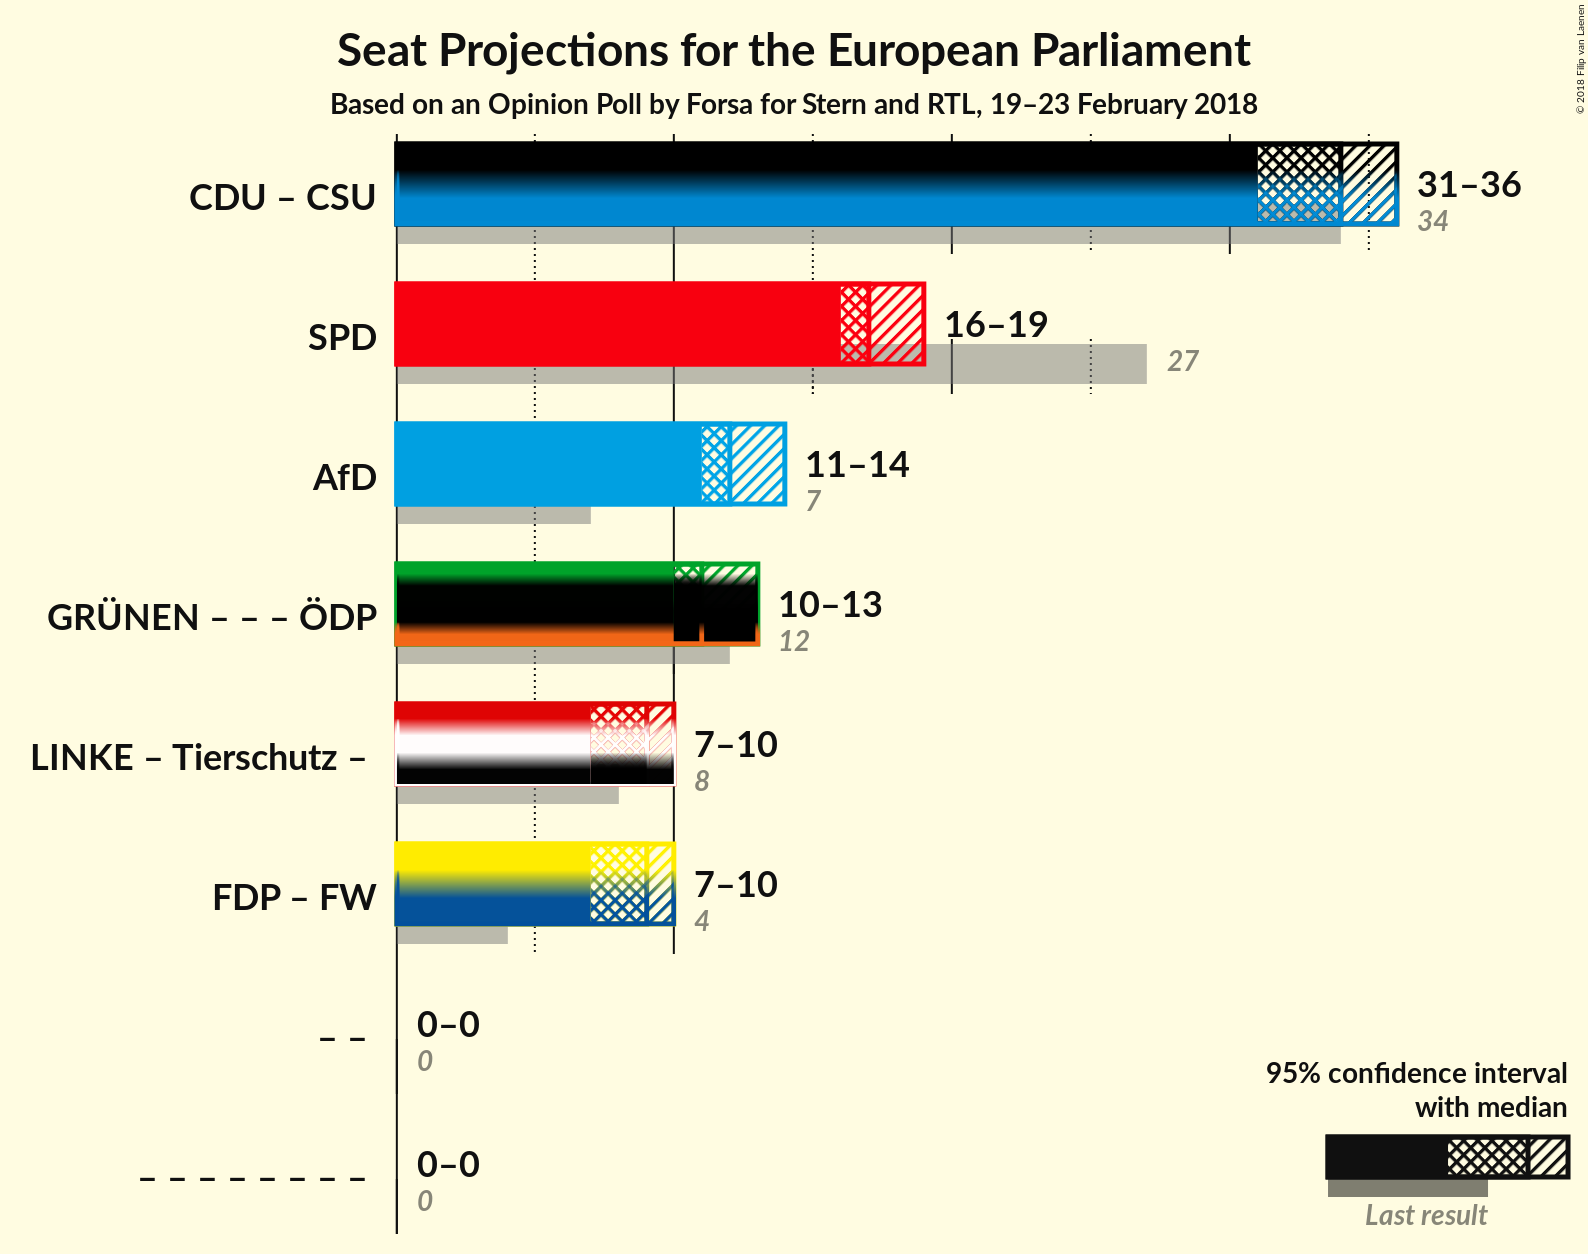 Seat Projections for the European Parliament
Based on an Opinion Poll by Forsa for Stern and RTL, 19–23 February 2018
© 2018 Filip van Laenen
CDU – CSU
31–36
34
SPD
16–19
27
AfD
11–14
7
GRÜNEN – – – ÖDP
10–13
12
LINKE – Tierschutz –
7–10
8
FDP – FW
7–10
4
– –
0–0
0
– – – – – – – –
0–0
0
95% confidence interval
with median
Last result